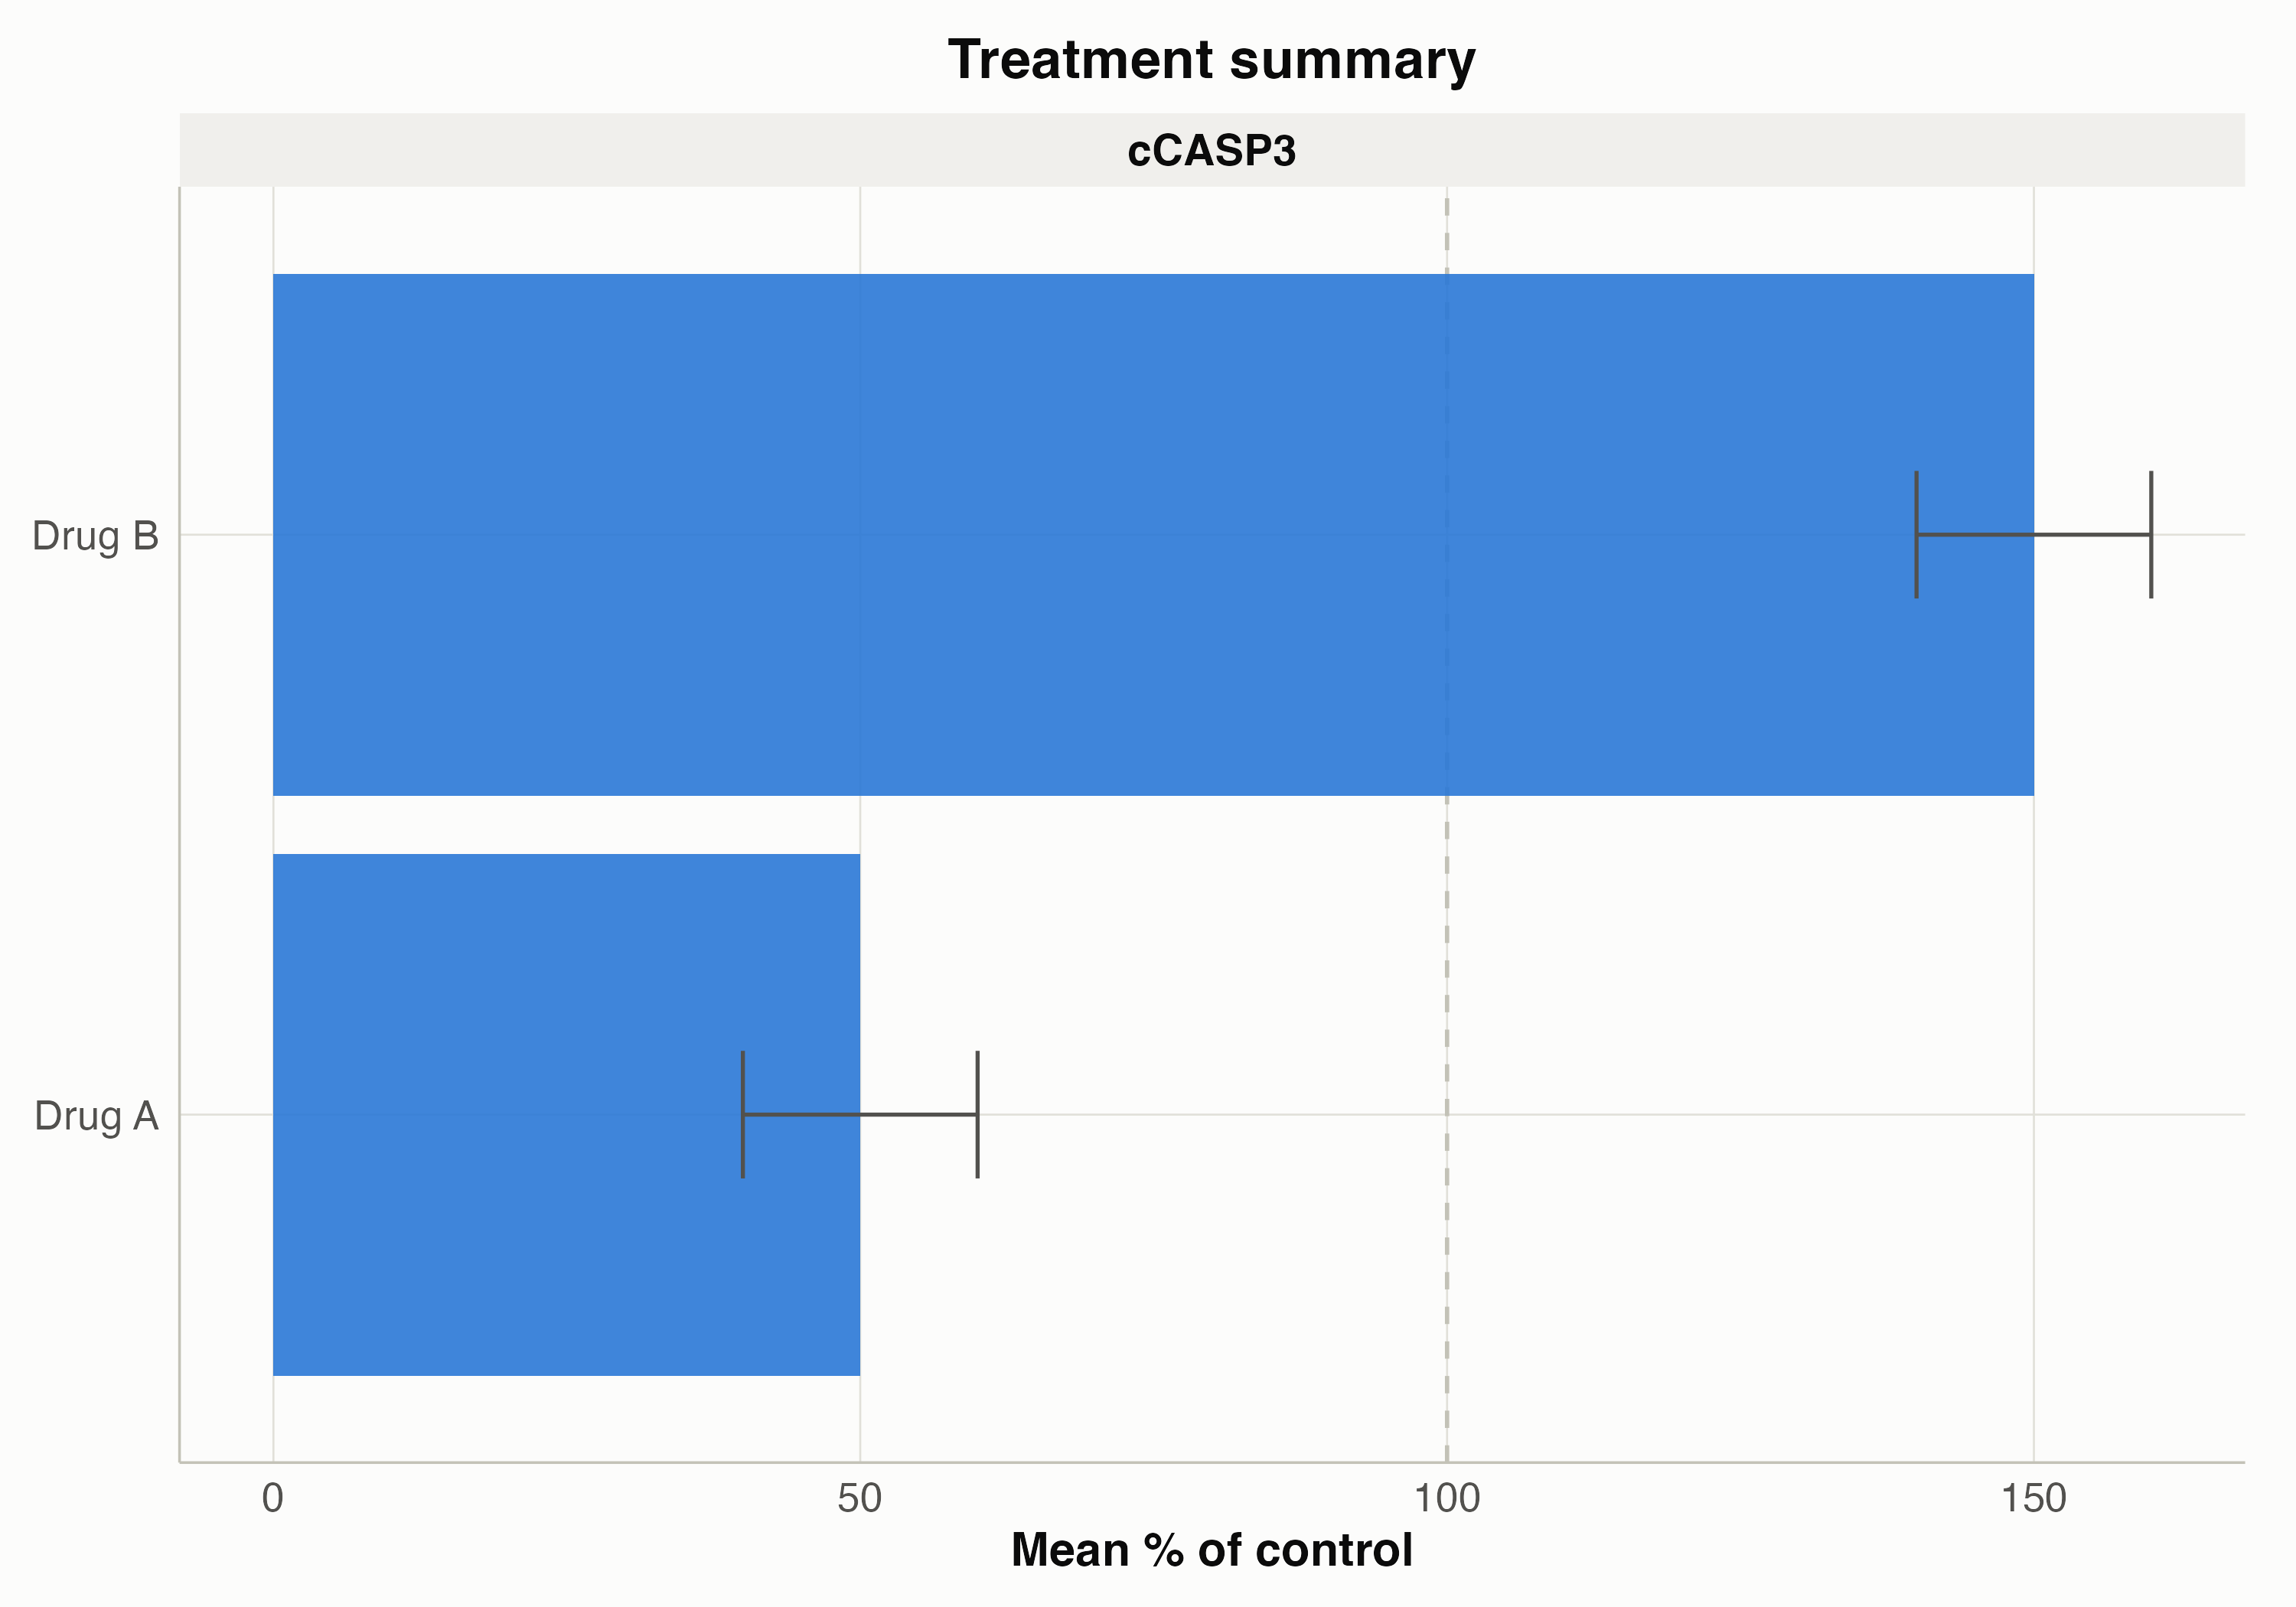 Treatment summary
cCASP3
Drug B
Drug A
0 50 100 150
Mean % of control